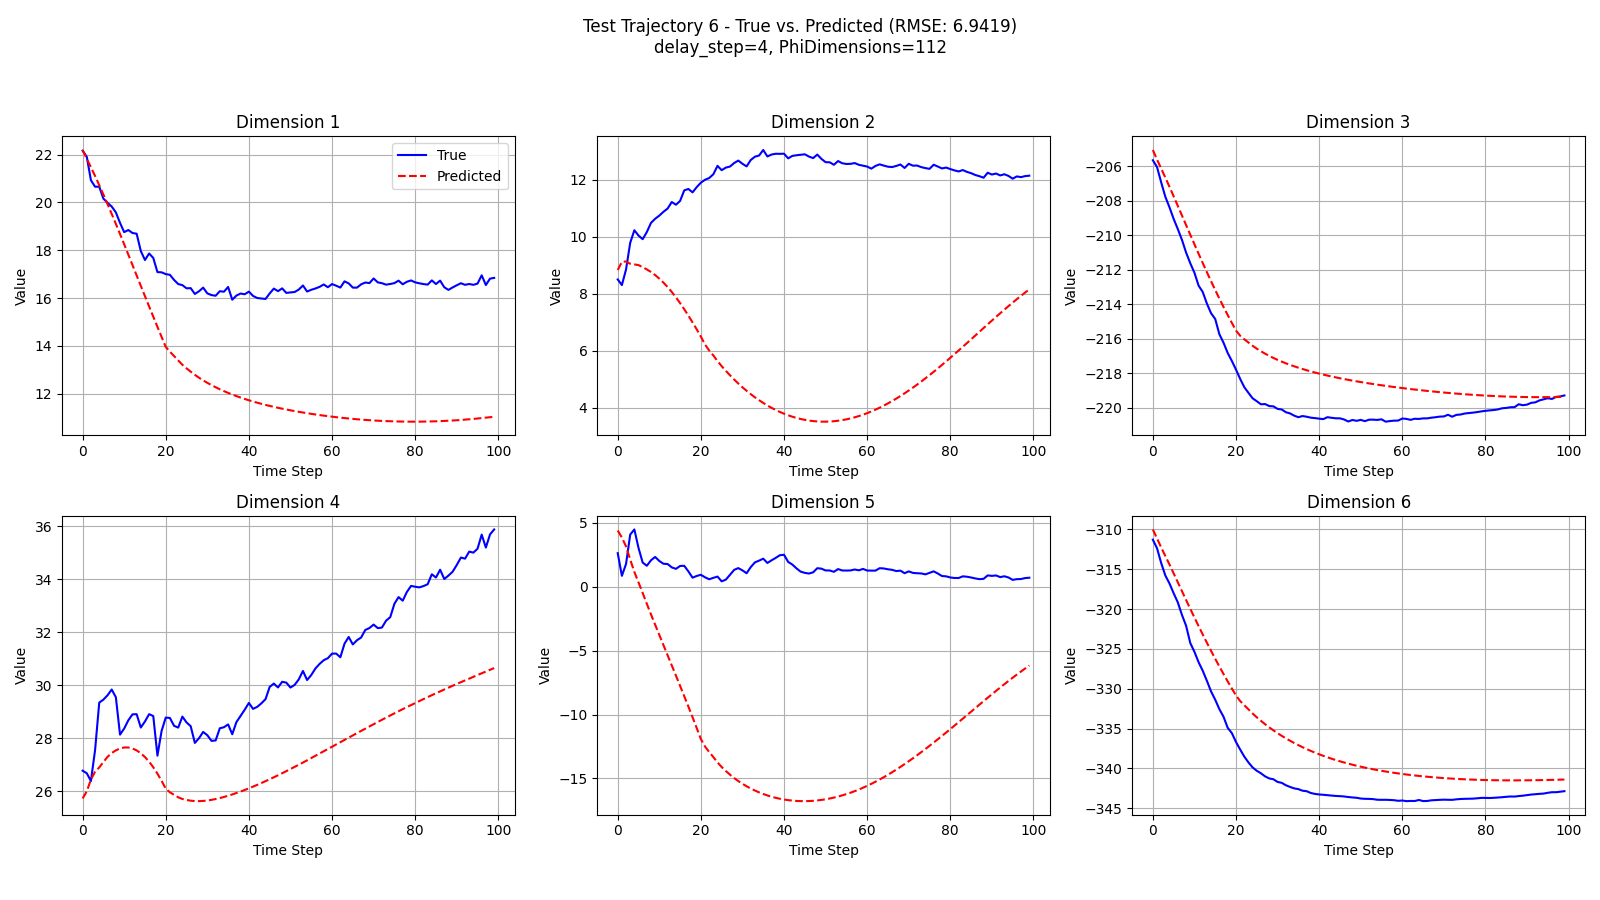 Test Trajectory 6 - True vs. Predicted (RMSE: 6.9419)
delay_step=4, PhiDimensions=112
Dimension 1
True
Predicted
Value
22
20
18
16
14
12
0 20 40 60 80 100
Time Step
Dimension 2
Value
12
10
8
6
4
0 20 40 60 80 100
Time Step
Dimension 3
Value
−206
−208
−210
−212
−214
−216
−218
−220
0 20 40 60 80 100
Time Step
Dimension 4
Value
36
34
32
30
28
26
0 20 40 60 80 100
Time Step
Dimension 5
Value
5
0
−5
−10
−15
0 20 40 60 80 100
Time Step
Dimension 6
Value
−310
−315
−320
−325
−330
−335
−340
−345
0 20 40 60 80 100
Time Step